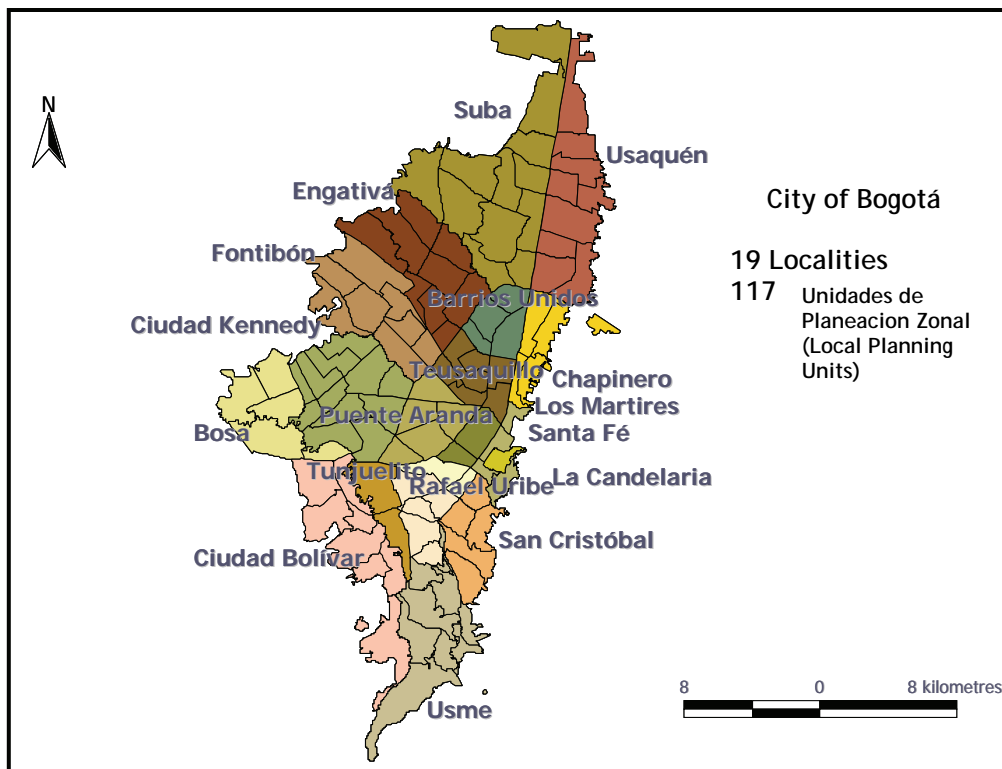 N
Suba
Usaquén
Engativá
City of Bogotá
Fontibón
19 Localities
117 Unidades de
Planeacion Zonal
(Local Planning
Units)
Barrios Unidos
Ciudad Kennedy
Teusaquillo
Chapinero
Los Martires
Puente Aranda
Santa Fé
Bosa
Tunjuelito
La Candelaria
Rafael Uribe
San Cristóbal
Ciudad Bolívar
8 0 8 kilometres
Usme